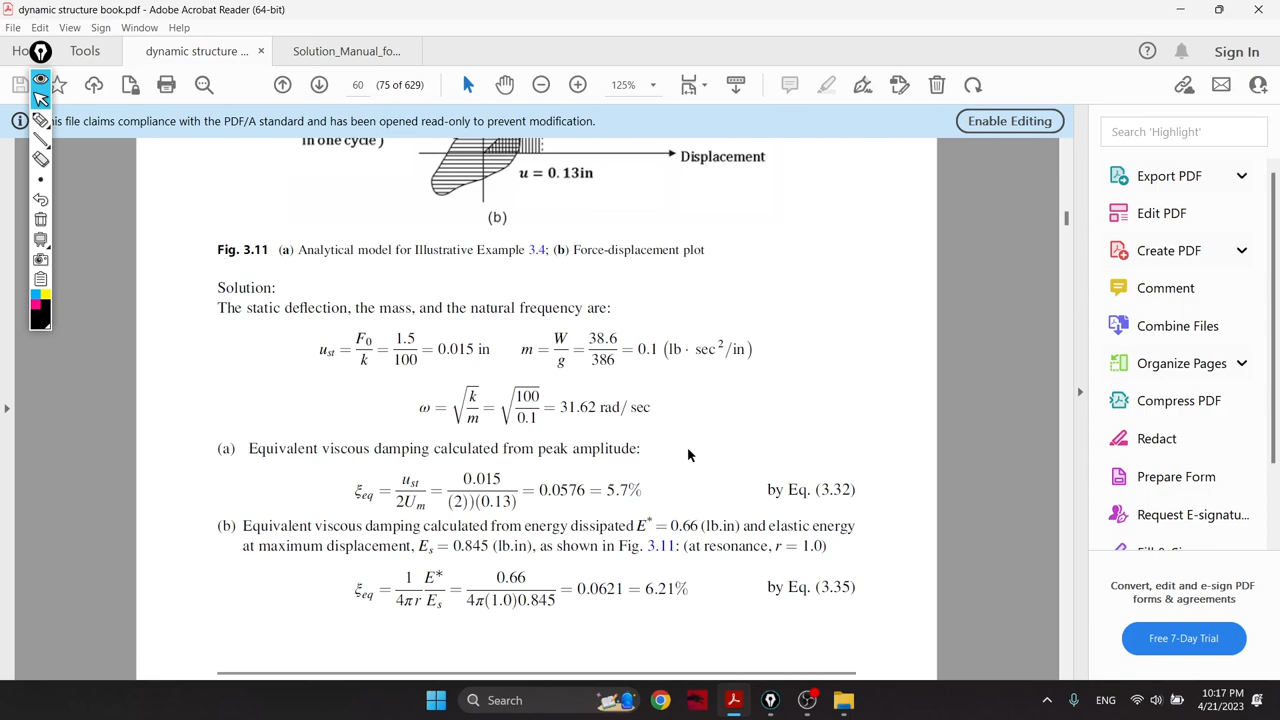 dynamic structure book.pdf - Adobe Acrobat Reader (64-bit)
File Edit View Sign Window Help
Ho Tools dynamic structure ... × Solution_Manual_fo... Sign In
60 (75 of 629) 125%
his file claims compliance with the PDF/A standard and has been opened read-only to prevent modification. Enable Editing
in one cycle )
Displacement
u = 0.13in
(b)
Fig. 3.11 (a) Analytical model for Illustrative Example 3.4; (b) Force-displacement plot
Solution:
The static deflection, the mass, and the natural frequency are:
u_st = F_0/k = 1.5/100 = 0.015 in m = W/g = 38.6/386 = 0.1 (lb · sec²/in)
ω = √(k/m) = √(100/0.1) = 31.62 rad/ sec
(a) Equivalent viscous damping calculated from peak amplitude:
ξ_eq = u_st/2U_m = 0.015/(2))(0.13) = 0.0576 = 5.7% by Eq. (3.32)
(b) Equivalent viscous damping calculated from energy dissipated E* = 0.66 (lb.in) and elastic energy
at maximum displacement, E_s = 0.845 (lb.in), as shown in Fig. 3.11: (at resonance, r = 1.0)
ξ_eq = 1/4πr E*/E_s = 0.66/4π(1.0)0.845 = 0.0621 = 6.21% by Eq. (3.35)
Search 'Highlight'
Export PDF
Edit PDF
Create PDF
Comment
Combine Files
Organize Pages
Compress PDF
Redact
Prepare Form
Request E-signatu...
Convert, edit and e-sign PDF
forms & agreements
Free 7-Day Trial
Search
ENG
10:17 PM
4/21/2023